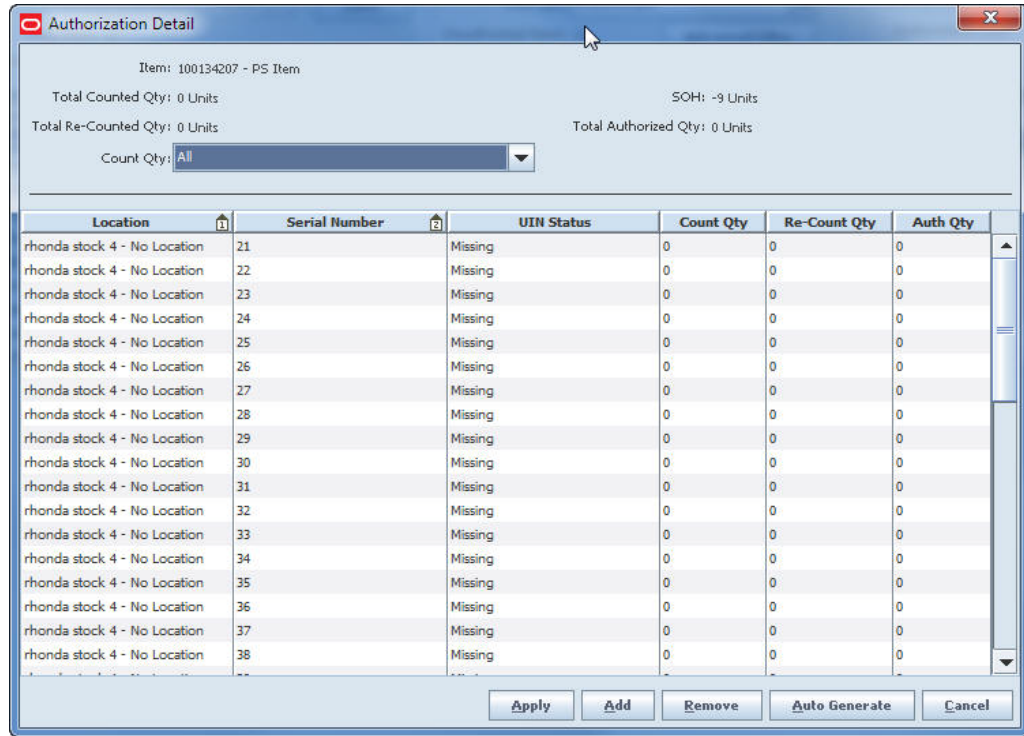 Authorization Detail
Item: 100134207 - PS Item
Total Counted Qty: 0 Units SOH: -9 Units
Total Re-Counted Qty: 0 Units Total Authorized Qty: 0 Units
Count Qty: All
Location 1 Serial Number 2 UIN Status Count Qty Re-Count Qty Auth Qty
rhonda stock 4 - No Location 21 Missing 0 0 0
rhonda stock 4 - No Location 22 Missing 0 0 0
rhonda stock 4 - No Location 23 Missing 0 0 0
rhonda stock 4 - No Location 24 Missing 0 0 0
rhonda stock 4 - No Location 25 Missing 0 0 0
rhonda stock 4 - No Location 26 Missing 0 0 0
rhonda stock 4 - No Location 27 Missing 0 0 0
rhonda stock 4 - No Location 28 Missing 0 0 0
rhonda stock 4 - No Location 29 Missing 0 0 0
rhonda stock 4 - No Location 30 Missing 0 0 0
rhonda stock 4 - No Location 31 Missing 0 0 0
rhonda stock 4 - No Location 32 Missing 0 0 0
rhonda stock 4 - No Location 33 Missing 0 0 0
rhonda stock 4 - No Location 34 Missing 0 0 0
rhonda stock 4 - No Location 35 Missing 0 0 0
rhonda stock 4 - No Location 36 Missing 0 0 0
rhonda stock 4 - No Location 37 Missing 0 0 0
rhonda stock 4 - No Location 38 Missing 0 0 0
Apply Add Remove Auto Generate Cancel